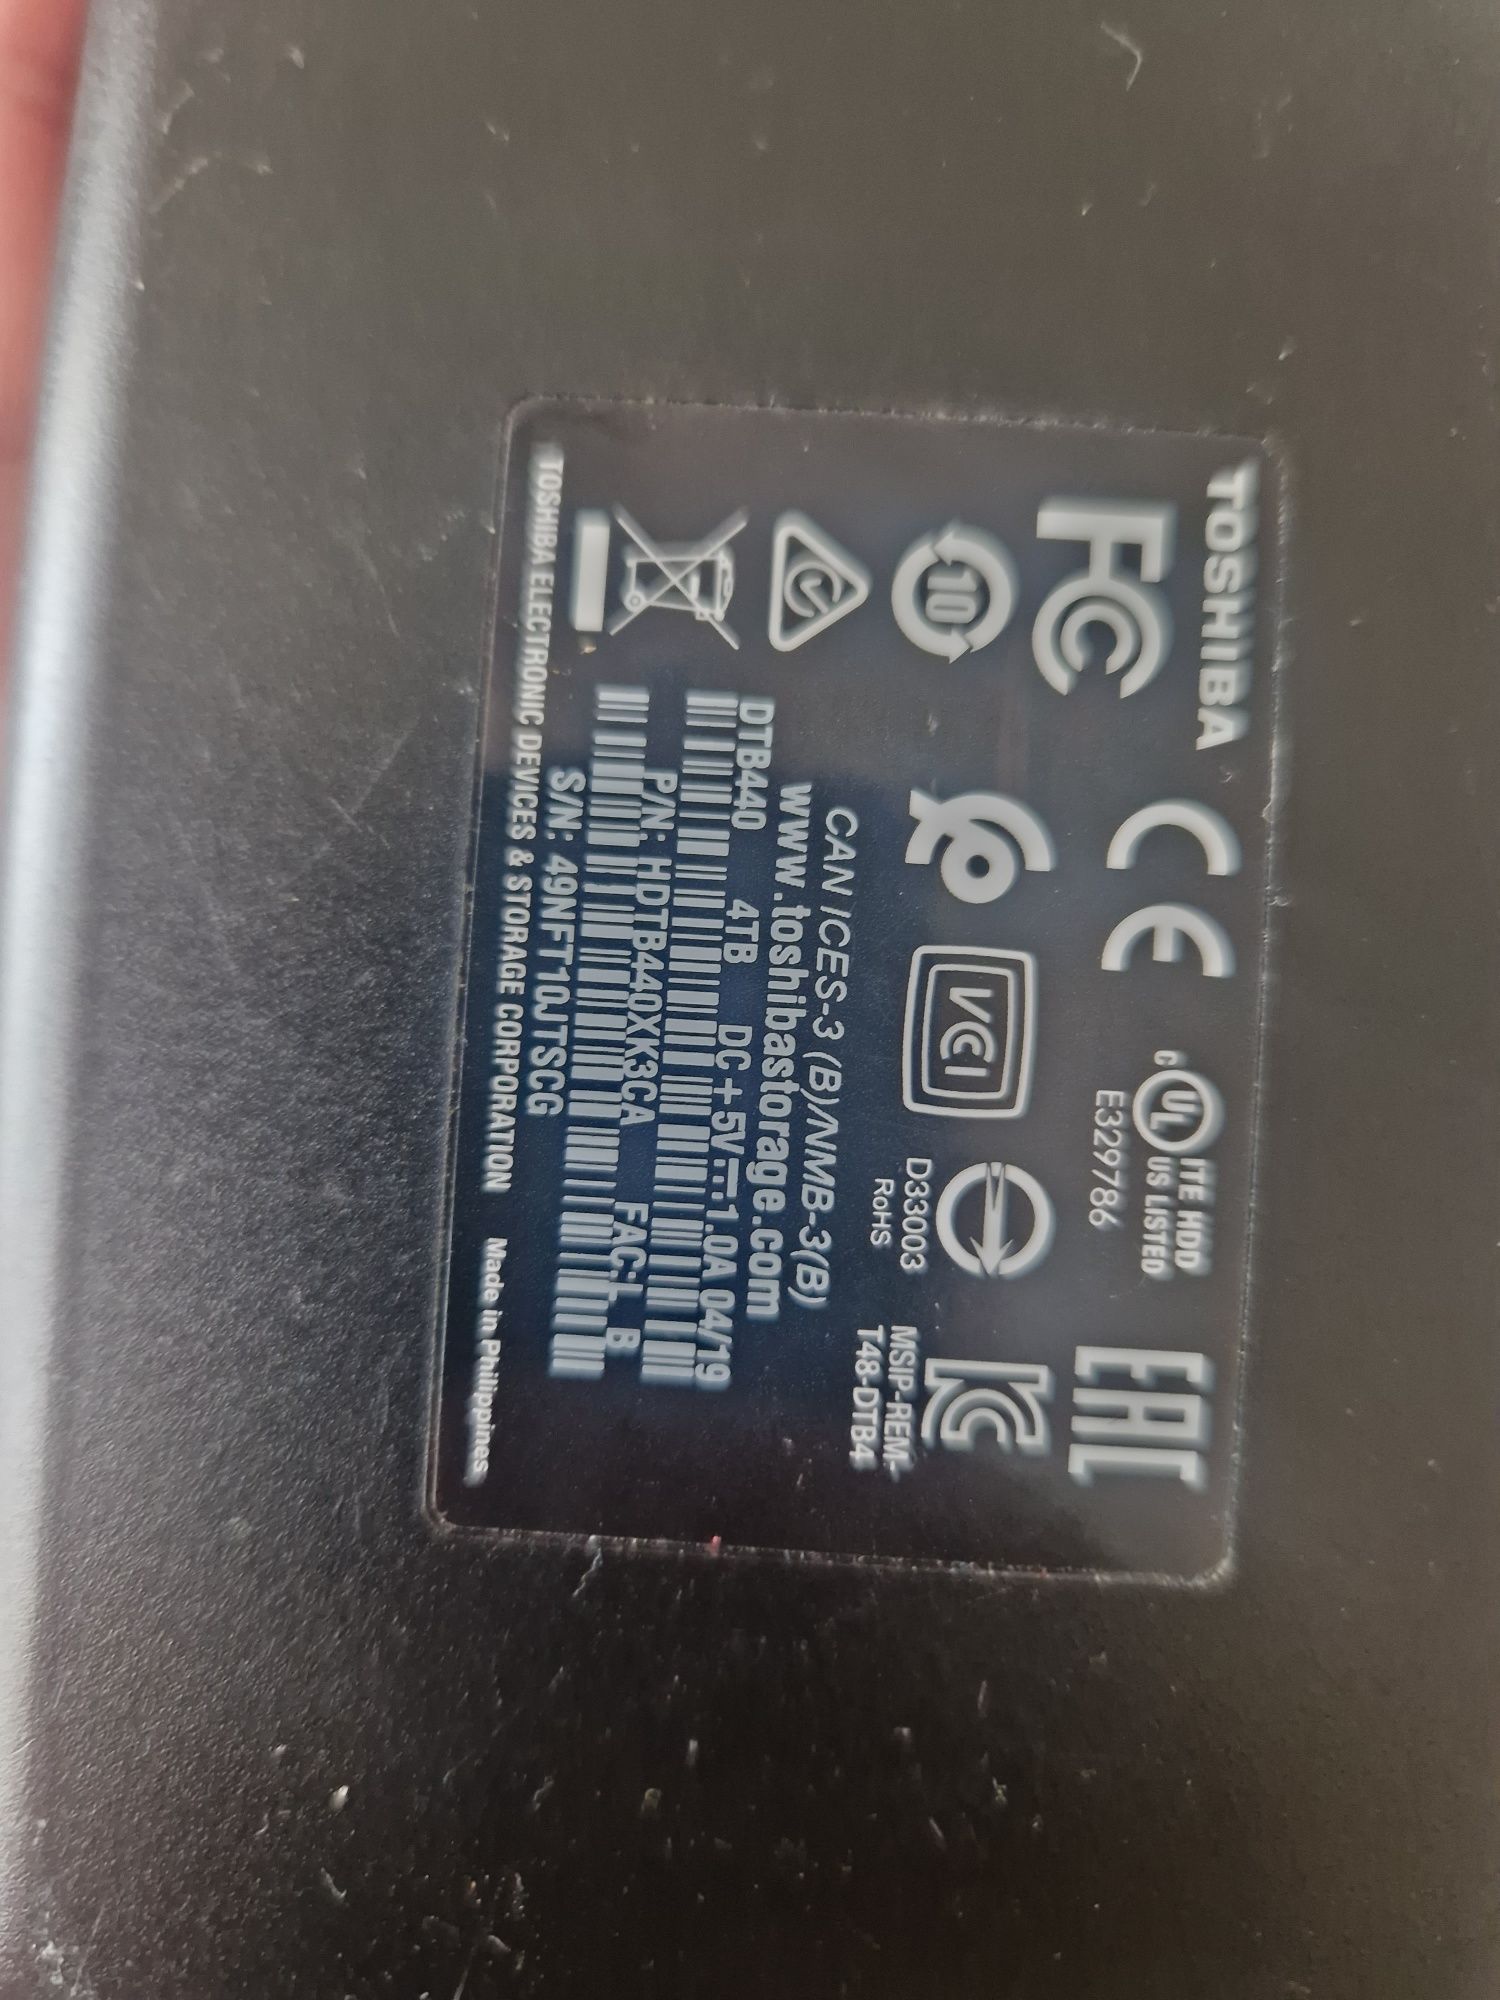 TOSHIBA
FC
CE
c UL US LISTED
ITE HDD
E329786
EAC
10
VCI
D33003
RoHS
KC
MSIP-REM-
T48-DTB4
CAN ICES-3 (B)/NMB-3(B)
www.toshibastorage.com
DTB440 4TB DC+5V⎓1.0A 04/19
P/N: HDTB440XK3CA FAC:L B
S/N: 49NFT10JTSCG
TOSHIBA ELECTRONIC DEVICES & STORAGE CORPORATION Made in Philippines